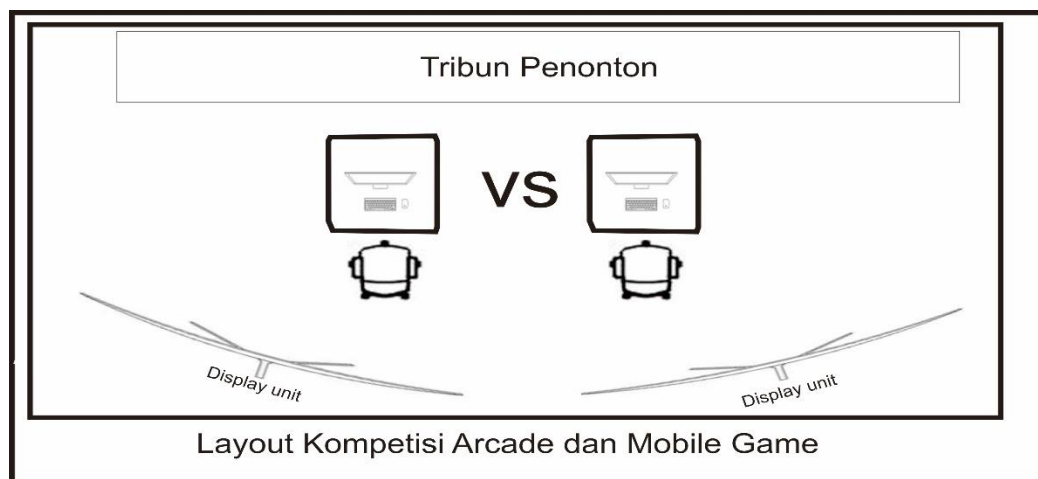 Tribun Penonton
VS
Display unit
Display unit
Layout Kompetisi Arcade dan Mobile Game